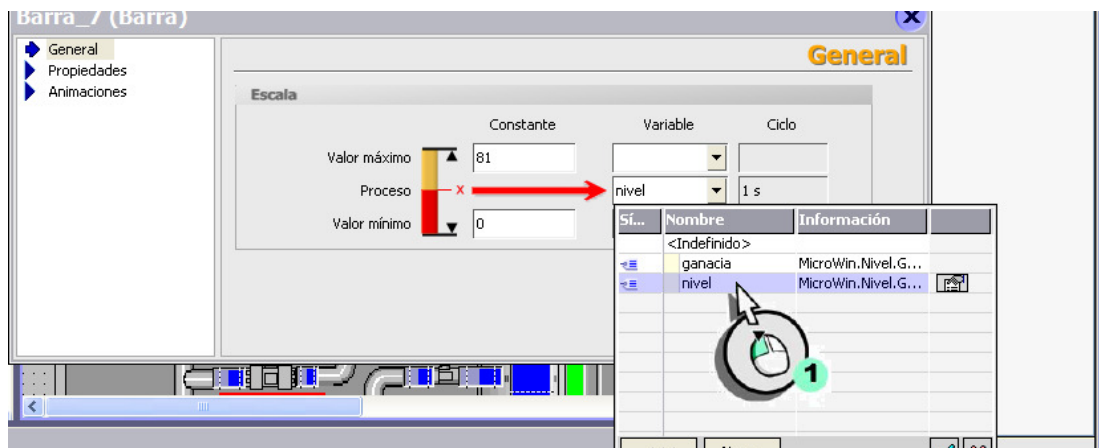 Barra_7 (Barra)
General
Propiedades
Animaciones
General
Escala
Constante Variable Ciclo
Valor máximo 81
Proceso X nivel 1 s
Valor mínimo 0
Sí... Nombre Información
<Indefinido>
ganacia MicroWin.Nivel.G...
nivel MicroWin.Nivel.G...
1